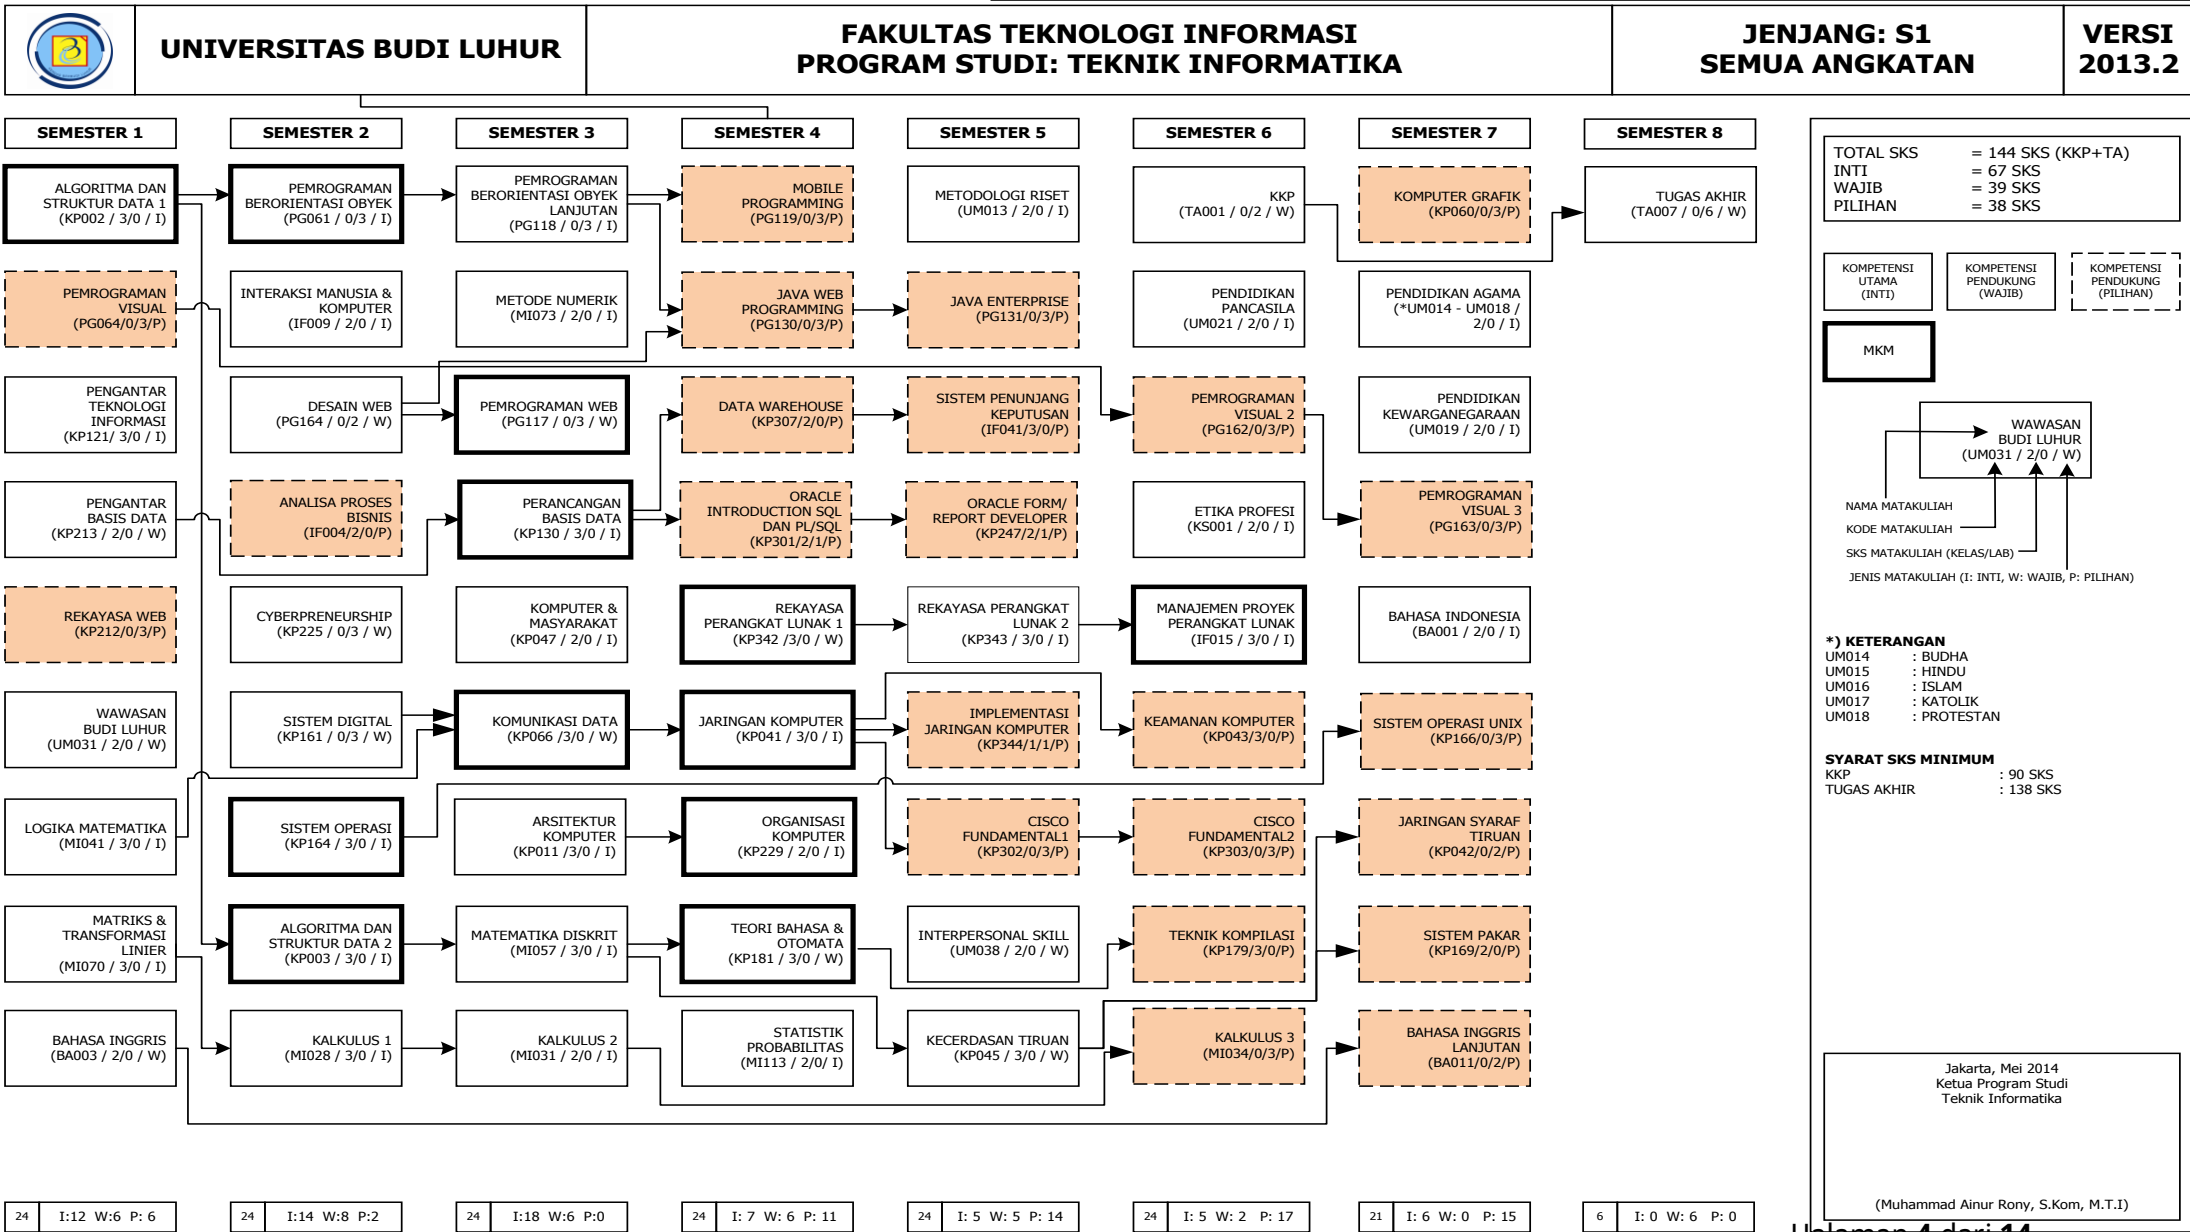 UNIVERSITAS BUDI LUHUR
FAKULTAS TEKNOLOGI INFORMASI
PROGRAM STUDI: TEKNIK INFORMATIKA
JENJANG: S1
SEMUA ANGKATAN
VERSI
2013.2
SEMESTER 1
SEMESTER 2
SEMESTER 3
SEMESTER 4
SEMESTER 5
SEMESTER 6
SEMESTER 7
SEMESTER 8
ALGORITMA DAN
STRUKTUR DATA 1
(KP002 / 3/0 / I)
PEMROGRAMAN
BERORIENTASI OBYEK
(PG061 / 0/3 / I)
PEMROGRAMAN
BERORIENTASI OBYEK
LANJUTAN
(PG118 / 0/3 / I)
MOBILE
PROGRAMMING
(PG119/0/3/P)
METODOLOGI RISET
(UM013 / 2/0 / I)
KKP
(TA001 / 0/2 / W)
KOMPUTER GRAFIK
(KP060/0/3/P)
TUGAS AKHIR
(TA007 / 0/6 / W)
PEMROGRAMAN
VISUAL
(PG064/0/3/P)
INTERAKSI MANUSIA &
KOMPUTER
(IF009 / 2/0 / I)
METODE NUMERIK
(MI073 / 2/0 / I)
JAVA WEB
PROGRAMMING
(PG130/0/3/P)
JAVA ENTERPRISE
(PG131/0/3/P)
PENDIDIKAN
PANCASILA
(UM021 / 2/0 / I)
PENDIDIKAN AGAMA
(*UM014 - UM018 /
2/0 / I)
PENGANTAR
TEKNOLOGI
INFORMASI
(KP121/ 3/0 / I)
DESAIN WEB
(PG164 / 0/2 / W)
PEMROGRAMAN WEB
(PG117 / 0/3 / W)
DATA WAREHOUSE
(KP307/2/0/P)
SISTEM PENUNJANG
KEPUTUSAN
(IF041/3/0/P)
PEMROGRAMAN
VISUAL 2
(PG162/0/3/P)
PENDIDIKAN
KEWARGANEGARAAN
(UM019 / 2/0 / I)
PENGANTAR
BASIS DATA
(KP213 / 2/0 / W)
ANALISA PROSES
BISNIS
(IF004/2/0/P)
PERANCANGAN
BASIS DATA
(KP130 / 3/0 / I)
ORACLE
INTRODUCTION SQL
DAN PL/SQL
(KP301/2/1/P)
ORACLE FORM/
REPORT DEVELOPER
(KP247/2/1/P)
ETIKA PROFESI
(KS001 / 2/0 / I)
PEMROGRAMAN
VISUAL 3
(PG163/0/3/P)
REKAYASA WEB
(KP212/0/3/P)
CYBERPRENEURSHIP
(KP225 / 0/3 / W)
KOMPUTER &
MASYARAKAT
(KP047 / 2/0 / I)
REKAYASA
PERANGKAT LUNAK 1
(KP342 /3/0 / W)
REKAYASA PERANGKAT
LUNAK 2
(KP343 / 3/0 / I)
MANAJEMEN PROYEK
PERANGKAT LUNAK
(IF015 / 3/0 / I)
BAHASA INDONESIA
(BA001 / 2/0 / I)
WAWASAN
BUDI LUHUR
(UM031 / 2/0 / W)
SISTEM DIGITAL
(KP161 / 0/3 / W)
KOMUNIKASI DATA
(KP066 /3/0 / W)
JARINGAN KOMPUTER
(KP041 / 3/0 / I)
IMPLEMENTASI
JARINGAN KOMPUTER
(KP344/1/1/P)
KEAMANAN KOMPUTER
(KP043/3/0/P)
SISTEM OPERASI UNIX
(KP166/0/3/P)
LOGIKA MATEMATIKA
(MI041 / 3/0 / I)
SISTEM OPERASI
(KP164 / 3/0 / I)
ARSITEKTUR
KOMPUTER
(KP011 /3/0 / I)
ORGANISASI
KOMPUTER
(KP229 / 2/0 / I)
CISCO
FUNDAMENTAL1
(KP302/0/3/P)
CISCO
FUNDAMENTAL2
(KP303/0/3/P)
JARINGAN SYARAF
TIRUAN
(KP042/0/2/P)
MATRIKS &
TRANSFORMASI
LINIER
(MI070 / 3/0 / I)
ALGORITMA DAN
STRUKTUR DATA 2
(KP003 / 3/0 / I)
MATEMATIKA DISKRIT
(MI057 / 3/0 / I)
TEORI BAHASA &
OTOMATA
(KP181 / 3/0 / W)
INTERPERSONAL SKILL
(UM038 / 2/0 / W)
TEKNIK KOMPILASI
(KP179/3/0/P)
SISTEM PAKAR
(KP169/2/0/P)
BAHASA INGGRIS
(BA003 / 2/0 / W)
KALKULUS 1
(MI028 / 3/0 / I)
KALKULUS 2
(MI031 / 2/0 / I)
STATISTIK
PROBABILITAS
(MI113 / 2/0/ I)
KECERDASAN TIRUAN
(KP045 / 3/0 / W)
KALKULUS 3
(MI034/0/3/P)
BAHASA INGGRIS
LANJUTAN
(BA011/0/2/P)
24 I:12 W:6 P: 6
24 I:14 W:8 P:2
24 I:18 W:6 P:0
24 I: 7 W: 6 P: 11
24 I: 5 W: 5 P: 14
24 I: 5 W: 2 P: 17
21 I: 6 W: 0 P: 15
6 I: 0 W: 6 P: 0
TOTAL SKS = 144 SKS (KKP+TA)
INTI = 67 SKS
WAJIB = 39 SKS
PILIHAN = 38 SKS
KOMPETENSI
UTAMA
(INTI)
KOMPETENSI
PENDUKUNG
(WAJIB)
KOMPETENSI
PENDUKUNG
(PILIHAN)
MKM
WAWASAN
BUDI LUHUR
(UM031 / 2/0 / W)
NAMA MATAKULIAH
KODE MATAKULIAH
SKS MATAKULIAH (KELAS/LAB)
JENIS MATAKULIAH (I: INTI, W: WAJIB, P: PILIHAN)
*) KETERANGAN
UM014 : BUDHA
UM015 : HINDU
UM016 : ISLAM
UM017 : KATOLIK
UM018 : PROTESTAN
SYARAT SKS MINIMUM
KKP : 90 SKS
TUGAS AKHIR : 138 SKS
Jakarta, Mei 2014
Ketua Program Studi
Teknik Informatika
(Muhammad Ainur Rony, S.Kom, M.T.I)
Halaman 4 dari 14